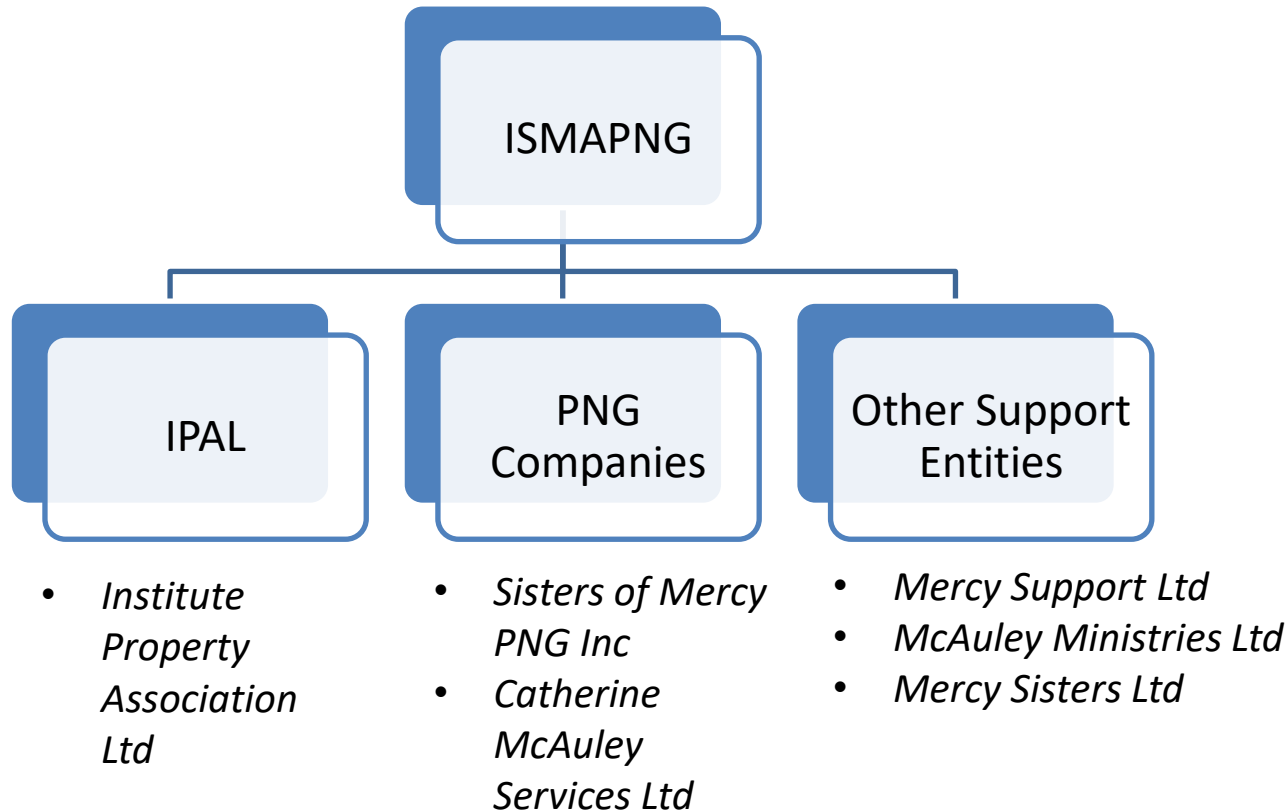 ISMAPNG
IPAL
PNG
Companies
Other Support
Entities
• Institute
Property
Association
Ltd
• Sisters of Mercy
PNG Inc
• Catherine
McAuley
Services Ltd
• Mercy Support Ltd
• McAuley Ministries Ltd
• Mercy Sisters Ltd